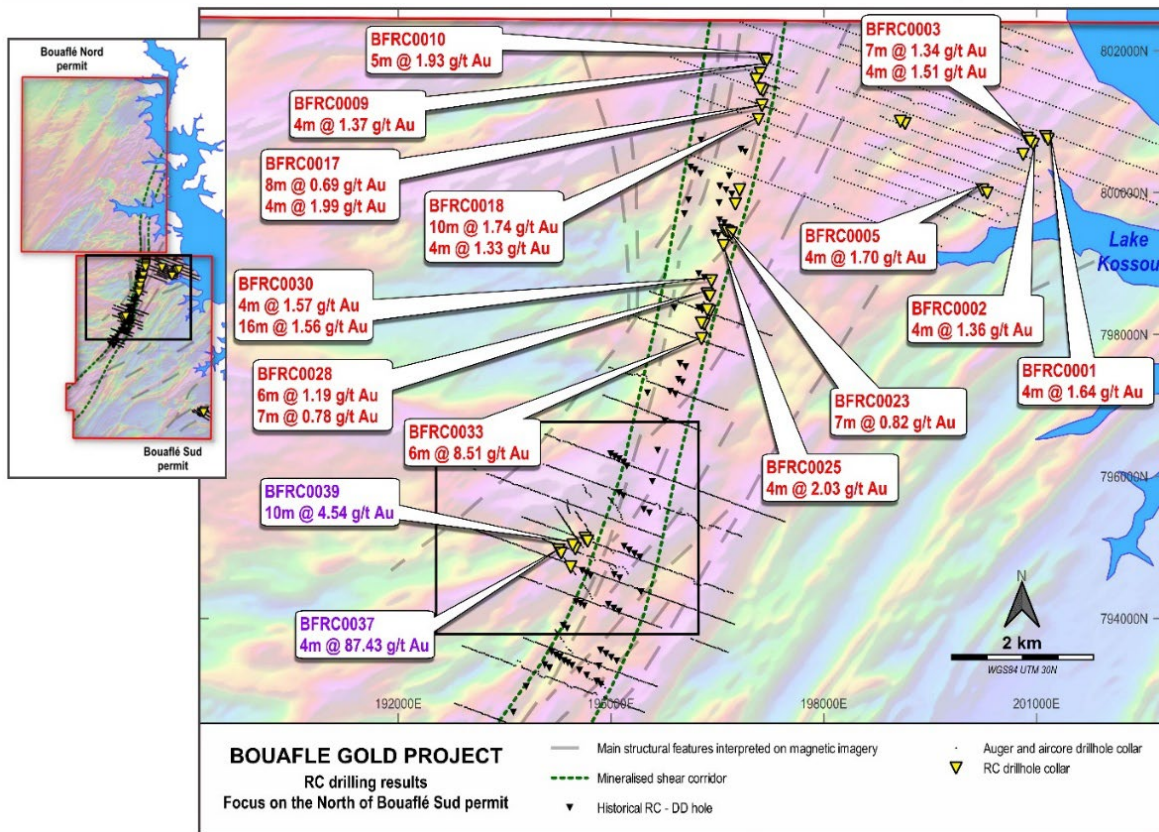 Bouaflé Nord
permit
Bouaflé Sud
permit
BFRC0010
5m @ 1.93 g/t Au
BFRC0003
7m @ 1.34 g/t Au
4m @ 1.51 g/t Au
802000N
BFRC0009
4m @ 1.37 g/t Au
BFRC0017
8m @ 0.69 g/t Au
4m @ 1.99 g/t Au
BFRC0018
10m @ 1.74 g/t Au
4m @ 1.33 g/t Au
800000N
BFRC0005
4m @ 1.70 g/t Au
Lake
Kossou
BFRC0030
4m @ 1.57 g/t Au
16m @ 1.56 g/t Au
BFRC0002
4m @ 1.36 g/t Au
798000N
BFRC0028
6m @ 1.19 g/t Au
7m @ 0.78 g/t Au
BFRC0001
4m @ 1.64 g/t Au
BFRC0023
7m @ 0.82 g/t Au
BFRC0033
6m @ 8.51 g/t Au
BFRC0025
4m @ 2.03 g/t Au
796000N
BFRC0039
10m @ 4.54 g/t Au
BFRC0037
4m @ 87.43 g/t Au
794000N
N
2 km
WGS84 UTM 30N
192000E
195000E
198000E
201000E
BOUAFLE GOLD PROJECT
RC drilling results
Focus on the North of Bouaflé Sud permit
Main structural features interpreted on magnetic imagery
Mineralised shear corridor
Historical RC - DD hole
Auger and aircore drillhole collar
RC drillhole collar